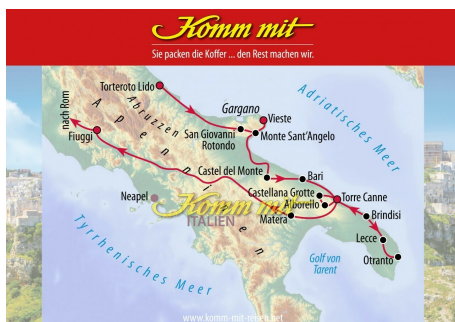 Komm mit
Sie packen die Koffer ... den Rest machen wir.
Torteroto Lido
Gargano
Adriatisches Meer
nach Rom
Abruzzen
Vieste
San Giovanni
Rotondo
Monte Sant'Angelo
Fiuggi
Apenninen
Castel del Monte
Bari
Castellana Grotte
Torre Canne
Neapel
Alborello
Komm mit
ITALIEN
Matera
Brindisi
Lecce
Tyrrhenisches Meer
Golf von
Tarent
Otranto
www.komm-mit-reisen.net